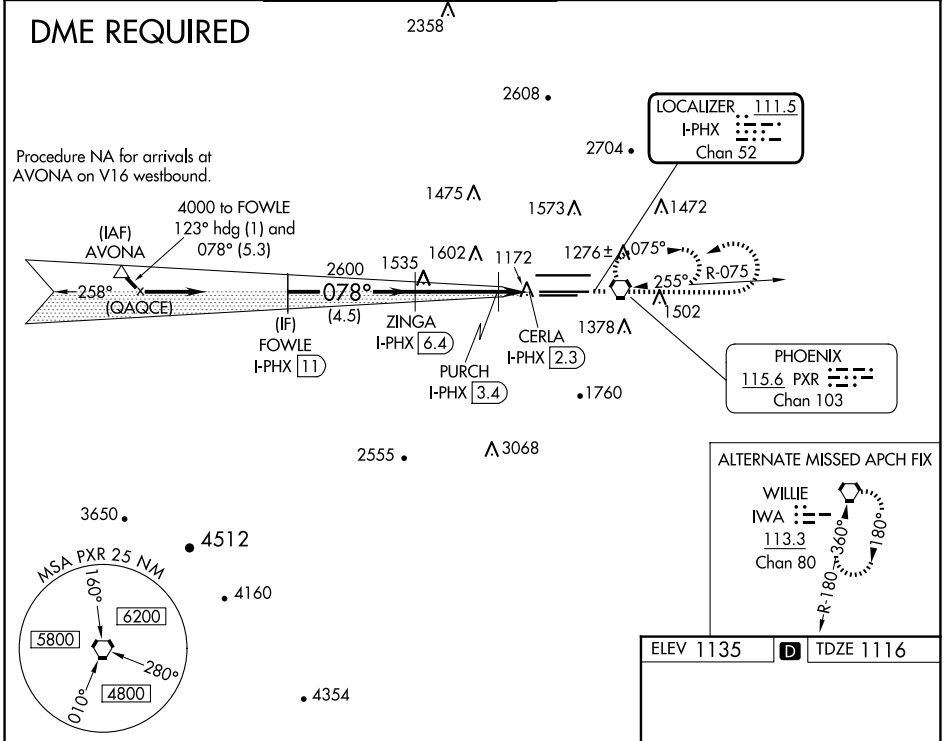 DME REQUIRED
2358
2608
LOCALIZER 111.5
I-PHX
Chan 52
2704
Procedure NA for arrivals at
AVONA on V16 westbound.
1475
1573
1472
4000 to FOWLE
123° hdg (1) and
078° (5.3)
(IAF)
AVONA
1602
1172
1276±
075°
2600
1535
258°
078°
255°
R-075
(QAQCE)
(4.5)
1502
(IF)
FOWLE
I-PHX 11
ZINGA
I-PHX 6.4
CERLA
I-PHX 2.3
1378
PURCH
I-PHX 3.4
PHOENIX
115.6 PXR
Chan 103
1760
2555
3068
ALTERNATE MISSED APCH FIX
WILLIE
IWA
113.3
Chan 80
360°
180°
R-180
3650
4512
MSA PXR 25 NM
160°
6200
4160
5800
280°
010°
4800
4354
ELEV 1135
D
TDZE 1116